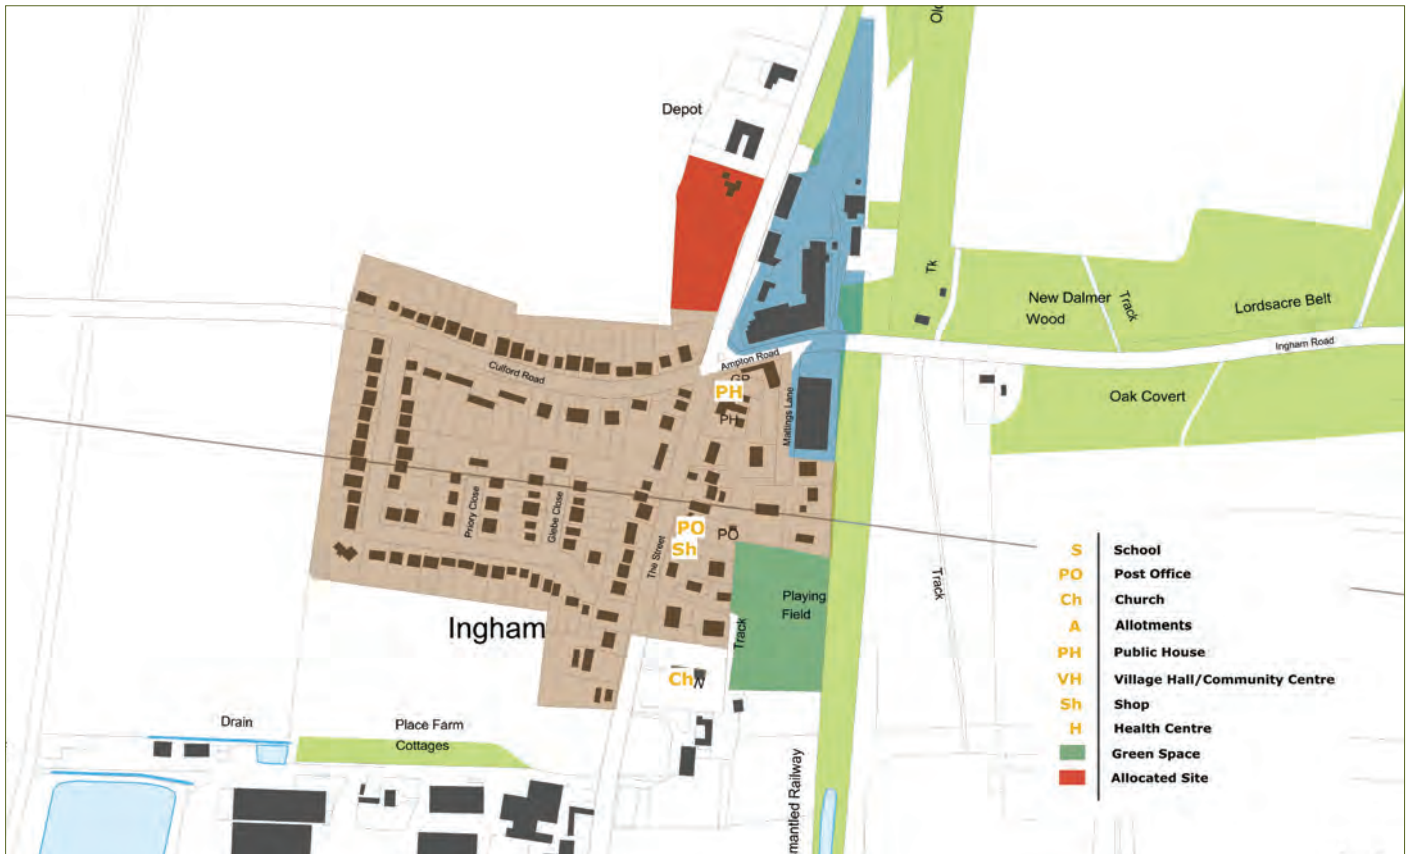 Old
Depot
Tk
New Dalmer
Wood
Track
Lordsacre Belt
Ingham Road
Ampton Road
Culford Road
GP
PH
PH
Maltings Lane
Oak Covert
Priory Close
Glebe Close
PO
Sh
PO
The Street
Playing
Field
Track
Track
Ingham
Ch
Drain
Place Farm
Cottages
mantled Railway
S School
PO Post Office
Ch Church
A Allotments
PH Public House
VH Village Hall/Community Centre
Sh Shop
H Health Centre
Green Space
Allocated Site